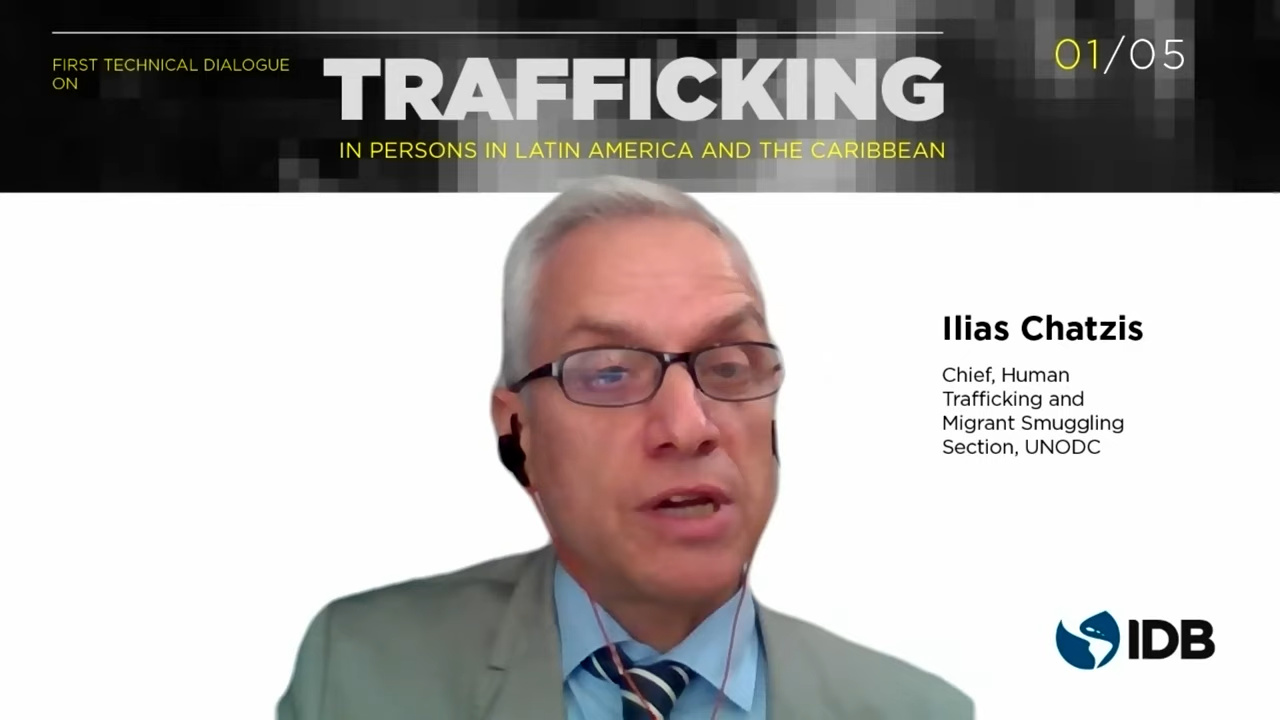 FIRST TECHNICAL DIALOGUE
ON
TRAFFICKING
IN PERSONS IN LATIN AMERICA AND THE CARIBBEAN
01/05
Ilias Chatzis
Chief, Human
Trafficking and
Migrant Smuggling
Section, UNODC
IDB